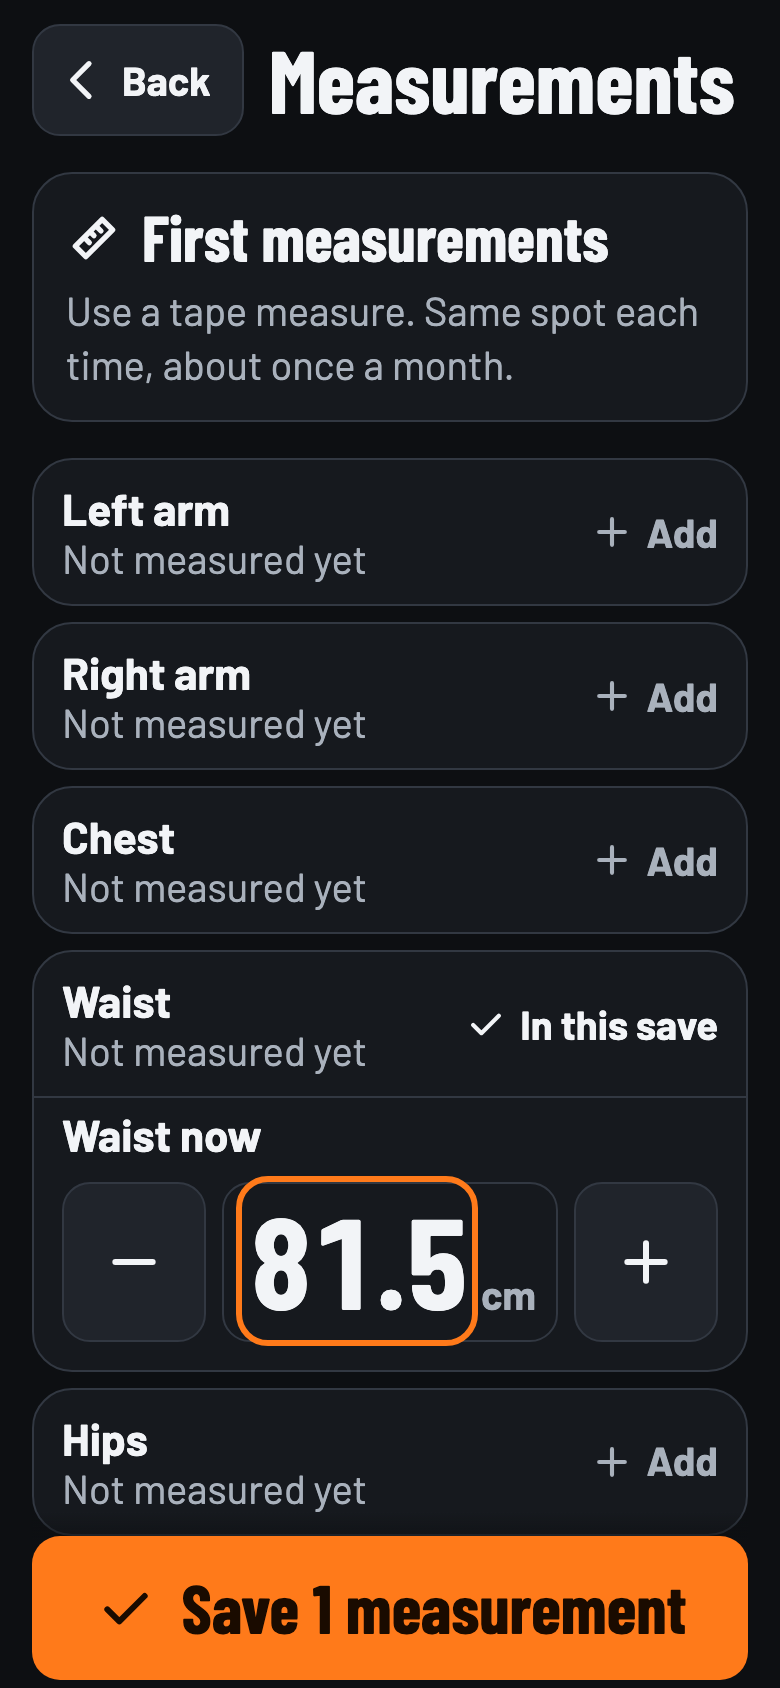 Back
Measurements
First measurements
Use a tape measure. Same spot each
time, about once a month.
Left arm
Not measured yet
+ Add
Right arm
Not measured yet
+ Add
Chest
Not measured yet
+ Add
Waist
Not measured yet
In this save
Waist now
81.5 cm
Hips
Not measured yet
+ Add
Save 1 measurement